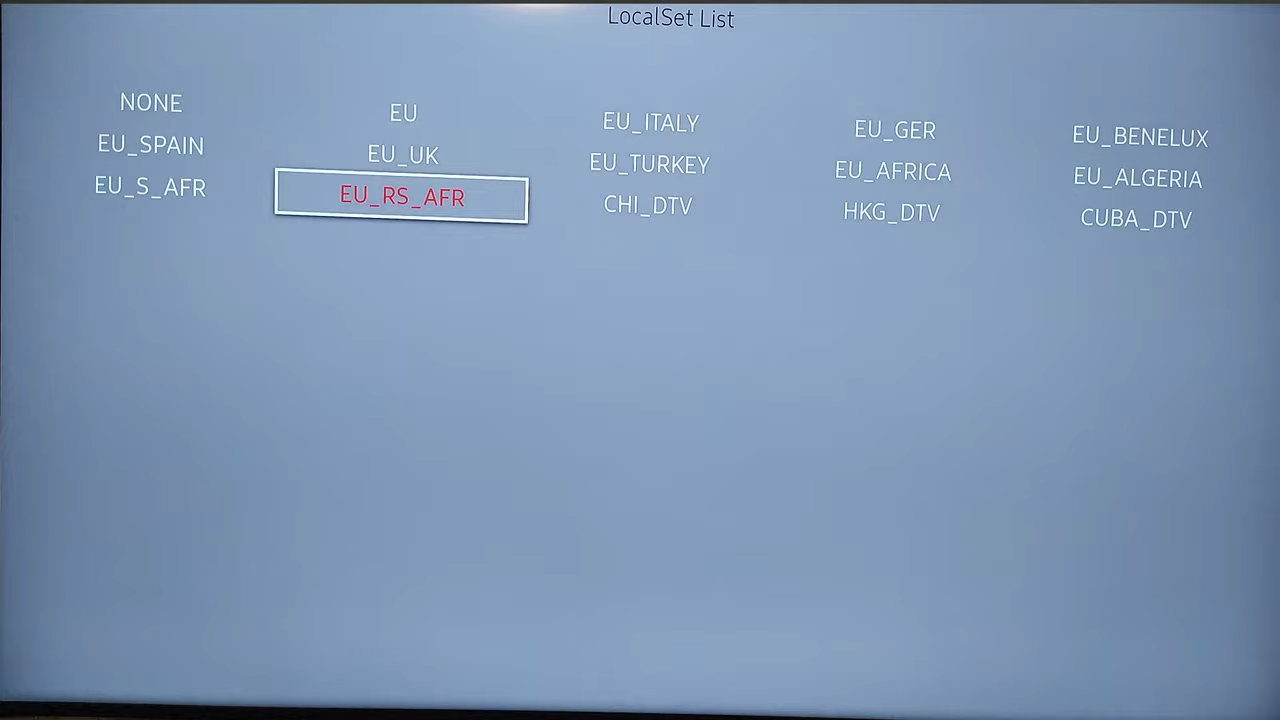 LocalSet List
NONE EU EU_ITALY EU_GER EU_BENELUX
EU_SPAIN EU_UK EU_TURKEY EU_AFRICA EU_ALGERIA
EU_S_AFR EU_RS_AFR CHI_DTV HKG_DTV CUBA_DTV